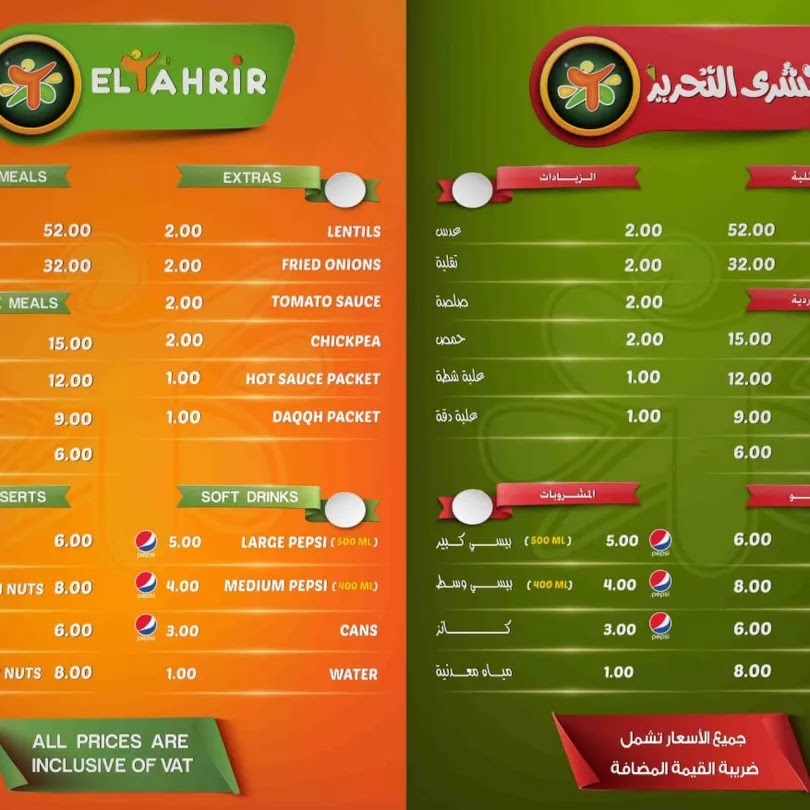 ELTAHRIR
MEALS
52.00
32.00
MEALS
15.00
12.00
9.00
6.00
SERTS
6.00
NUTS 8.00
6.00
NUTS 8.00
EXTRAS
2.00 LENTILS
2.00 FRIED ONIONS
2.00 TOMATO SAUCE
2.00 CHICKPEA
1.00 HOT SAUCE PACKET
1.00 DAQQH PACKET
SOFT DRINKS
pepsi 5.00 LARGE PEPSI (500 ML)
pepsi 4.00 MEDIUM PEPSI (400 ML)
pepsi 3.00 CANS
1.00 WATER
ALL PRICES ARE
INCLUSIVE OF VAT
كشرى التحرير
الزيادات
عدس 2.00
تقلية 2.00
صلصة 2.00
حمص 2.00
علبة شطة 1.00
علبة دقة 1.00
المشروبات
بيبسي كبير (500 ML) 5.00 pepsi
بيبسي وسط (400 ML) 4.00 pepsi
كانز 3.00 pepsi
مياه معدنية 1.00
52.00
32.00
15.00
12.00
9.00
6.00
6.00
8.00
6.00
8.00
جميع الأسعار تشمل
ضريبة القيمة المضافة